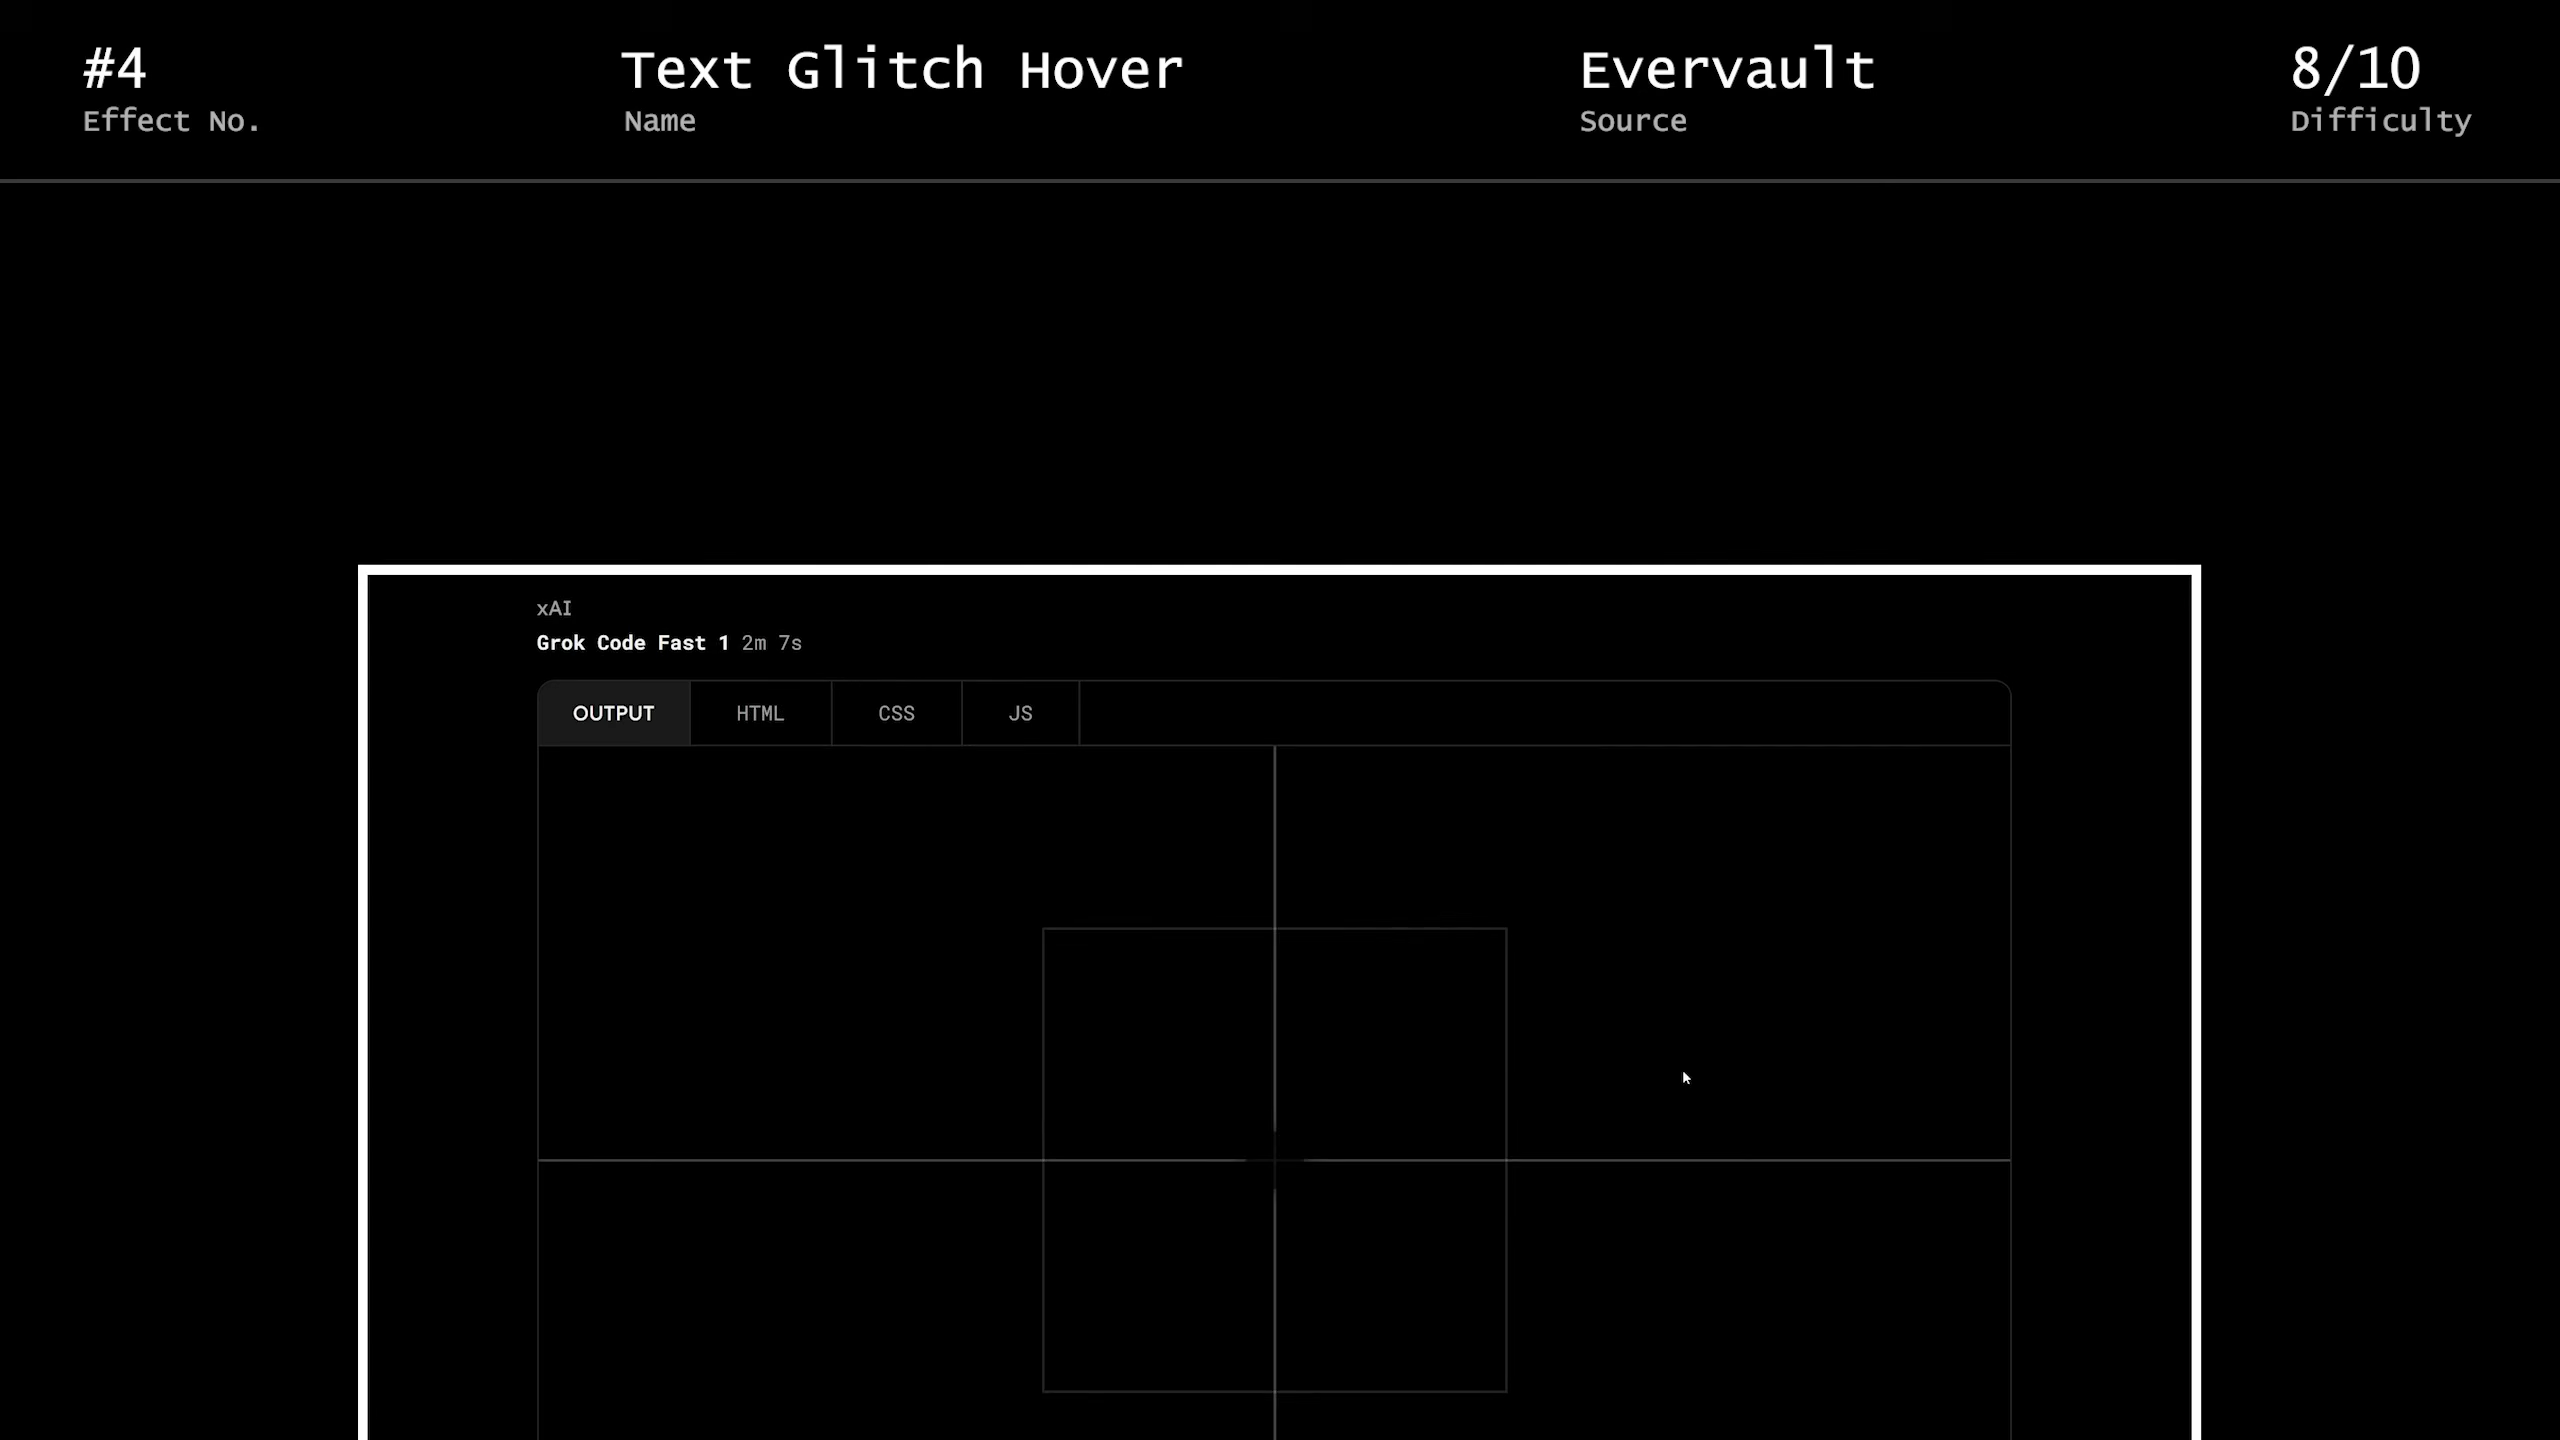 #4
Effect No.
Text Glitch Hover
Name
Evervault
Source
8/10
Difficulty
xAI
Grok Code Fast 1 2m 7s
OUTPUT HTML CSS JS